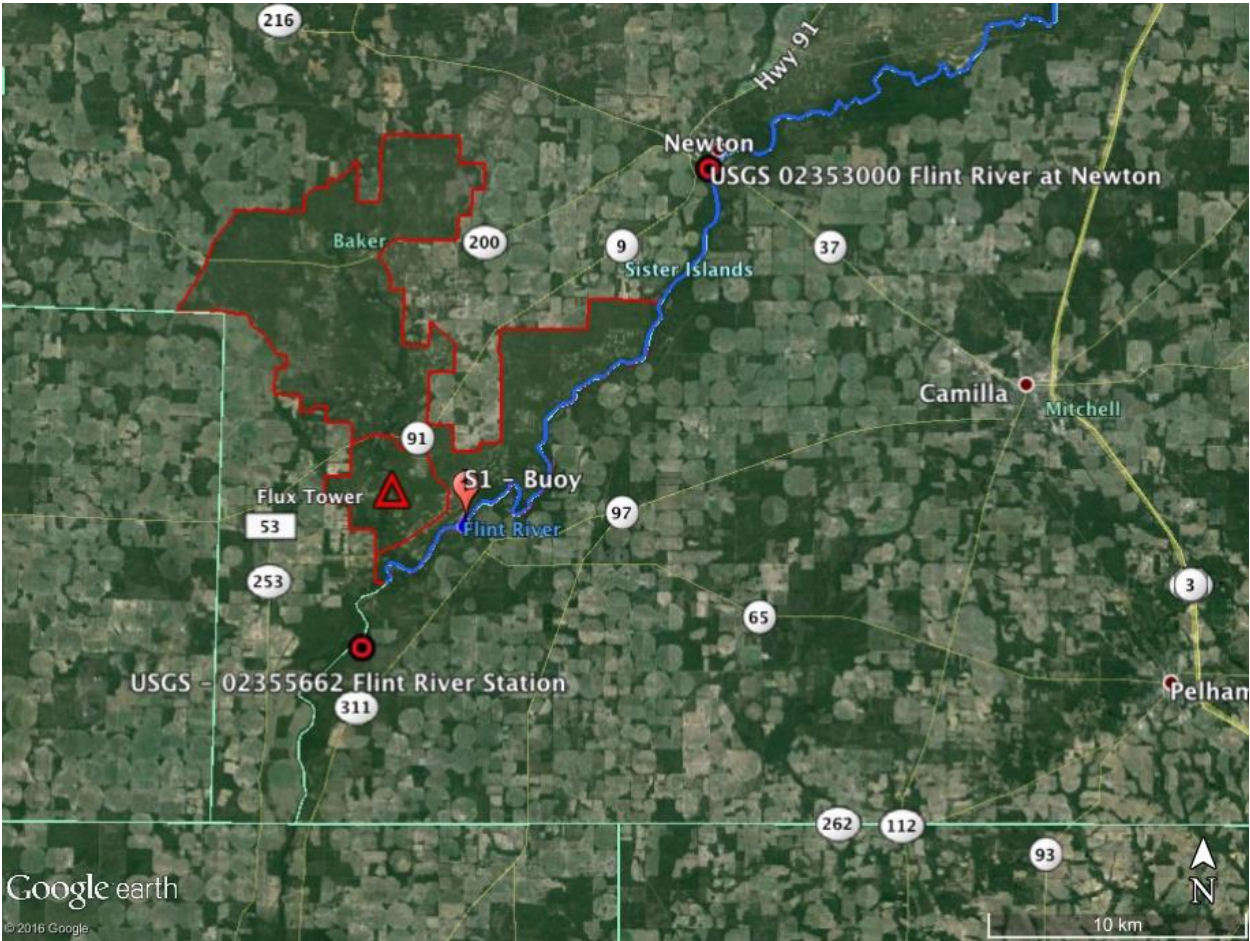 216
Hwy 91
Newton
USGS 02353000 Flint River at Newton
Baker
200
9
37
Sister Islands
Camilla
Mitchell
91
S1 - Buoy
Flux Tower
53
97
Flint River
253
3
65
USGS - 02355662 Flint River Station
Pelham
311
262
112
93
N
Google earth
© 2016 Google
10 km